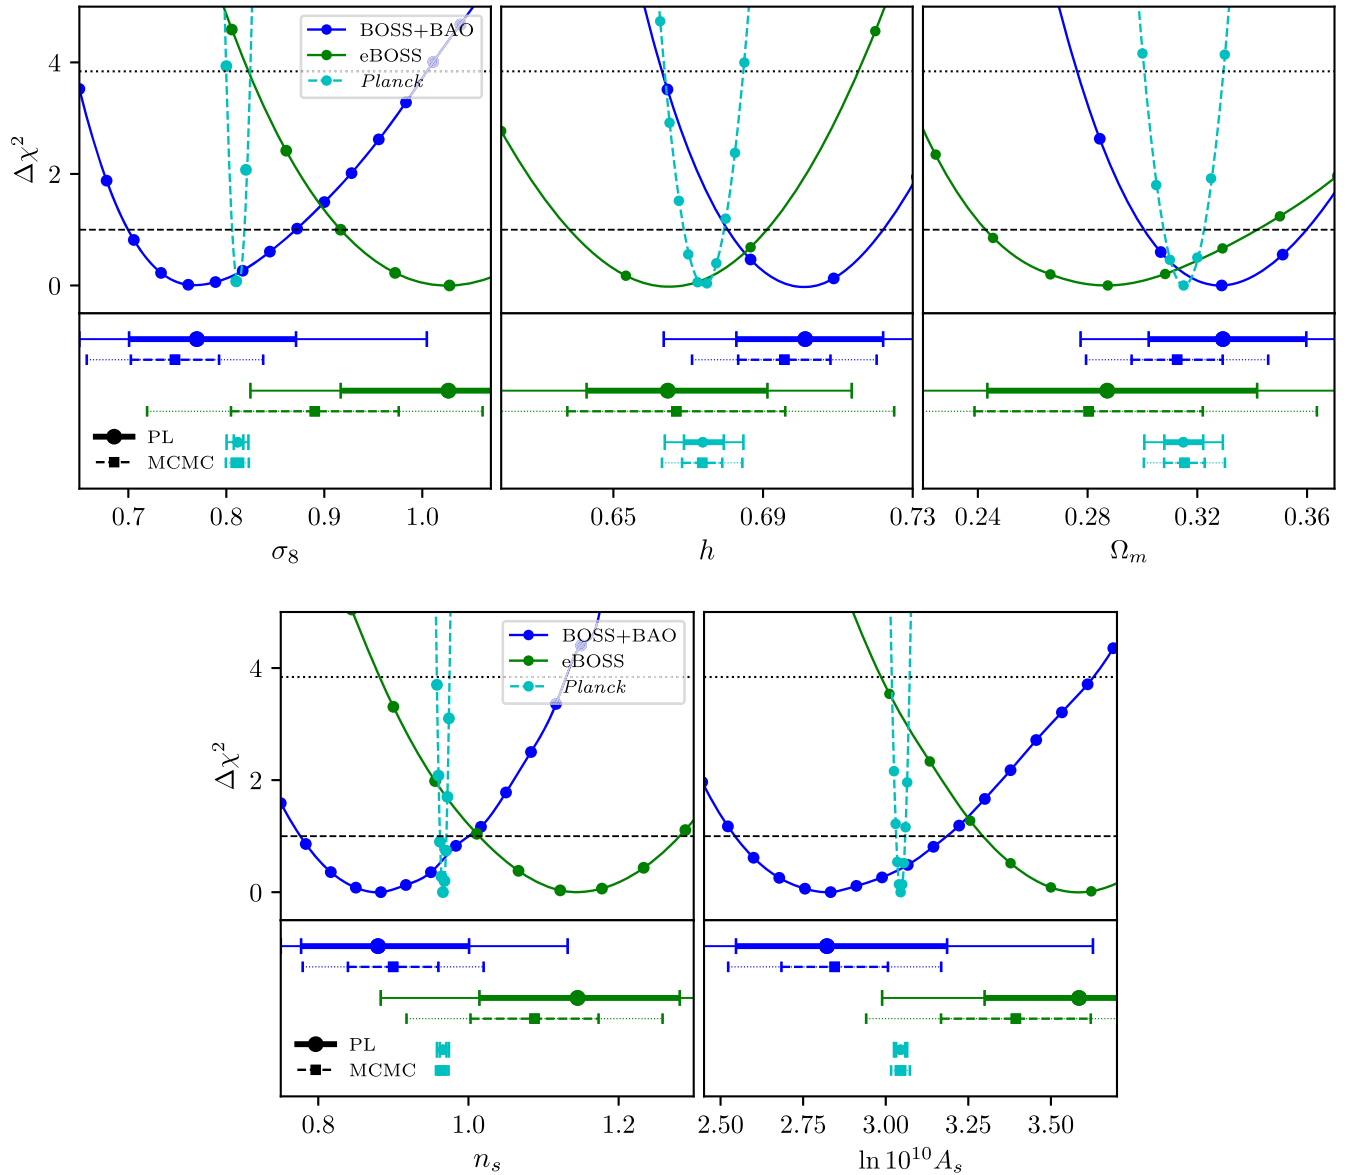 BOSS+BAO
eBOSS
Planck
4
2
0
Δχ²
PL
MCMC
0.7 0.8 0.9 1.0 0.65 0.69 0.73 0.24 0.28 0.32 0.36
σ₈ h Ωₘ
BOSS+BAO
eBOSS
Planck
4
2
0
Δχ²
PL
MCMC
0.8 1.0 1.2 2.50 2.75 3.00 3.25 3.50
nₛ ln 10¹⁰Aₛ